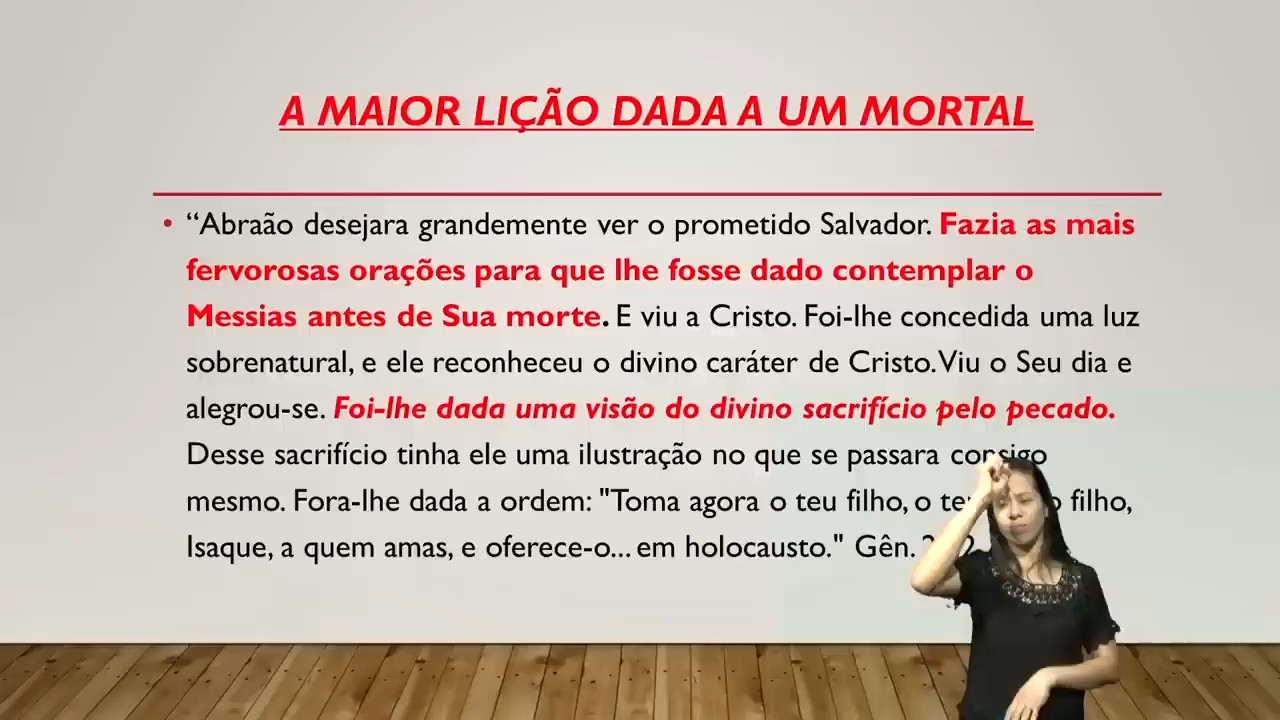 A MAIOR LIÇÃO DADA A UM MORTAL
• “Abraão desejara grandemente ver o prometido Salvador. Fazia as mais
fervorosas orações para que lhe fosse dado contemplar o
Messias antes de Sua morte. E viu a Cristo. Foi-lhe concedida uma luz
sobrenatural, e ele reconheceu o divino caráter de Cristo. Viu o Seu dia e
alegrou-se. Foi-lhe dada uma visão do divino sacrifício pelo pecado.
Desse sacrifício tinha ele uma ilustração no que se passara consigo
mesmo. Fora-lhe dada a ordem: "Toma agora o teu filho, o filho,
Isaque, a quem amas, e oferece-o... em holocausto." Gên.